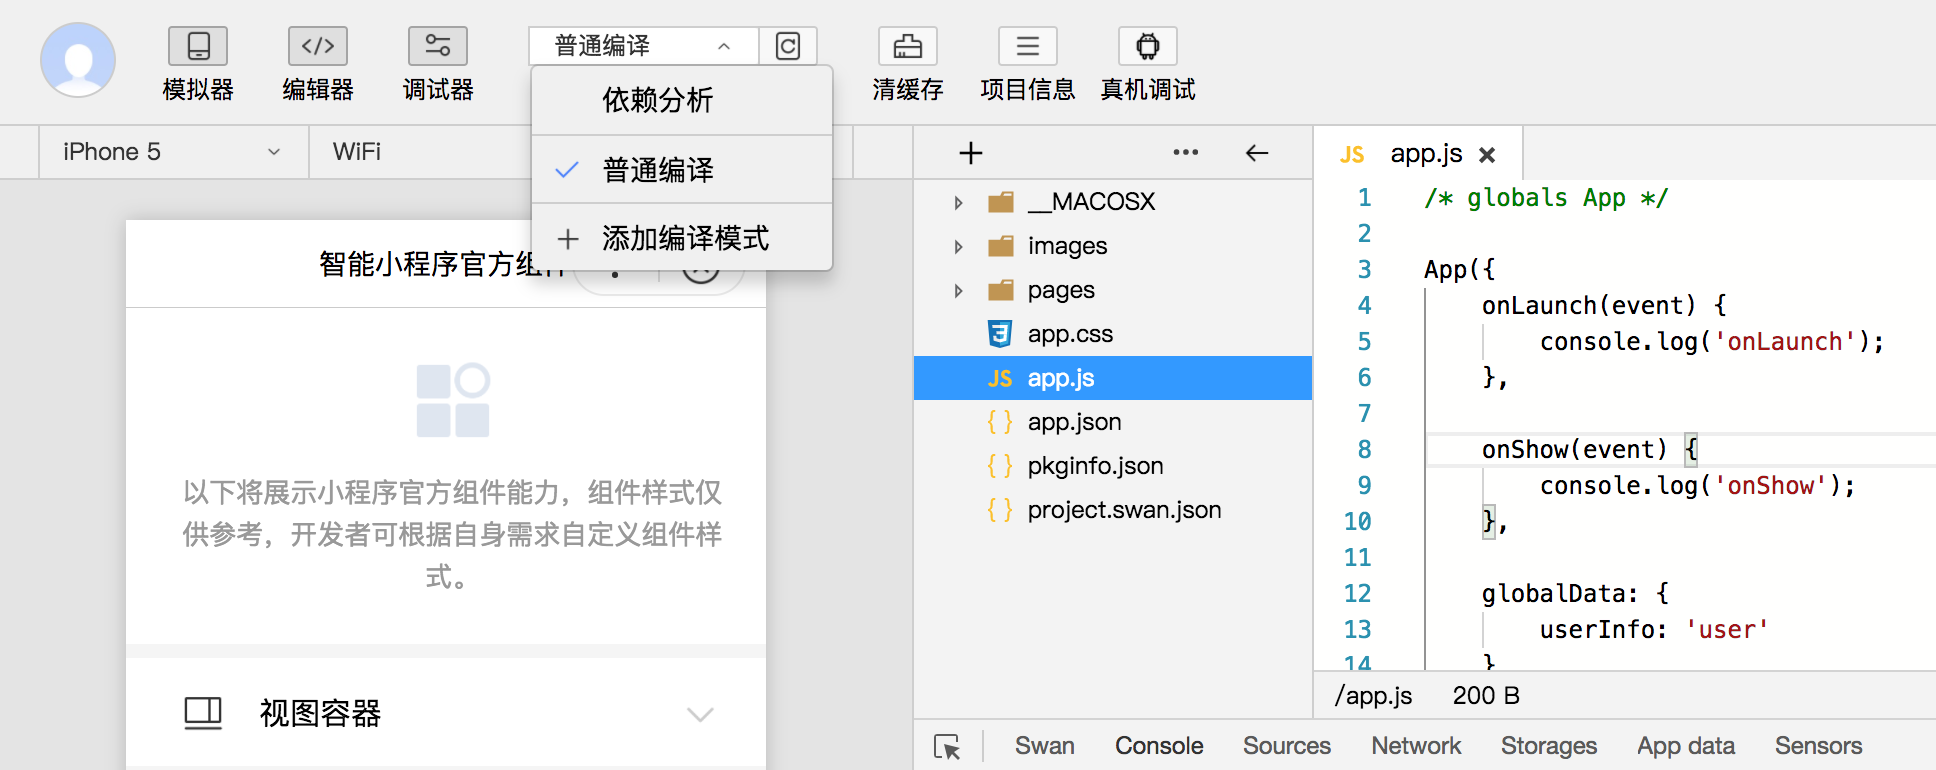 普通编译
模拟器
编辑器
调试器
清缓存
项目信息
真机调试
依赖分析
普通编译
添加编译模式
iPhone 5
WiFi
智能小程序官方组件
以下将展示小程序官方组件能力，组件样式仅
供参考，开发者可根据自身需求自定义组件样
式。
视图容器
__MACOSX
images
pages
app.css
JS app.js
{ } app.json
{ } pkginfo.json
{ } project.swan.json
JS app.js
1 /* globals App */
2
3 App({
4 onLaunch(event) {
5 console.log('onLaunch');
6 },
7
8 onShow(event) {
9 console.log('onShow');
10 },
11
12 globalData: {
13 userInfo: 'user'
14 }
/app.js 200 B
Swan Console Sources Network Storages App data Sensors